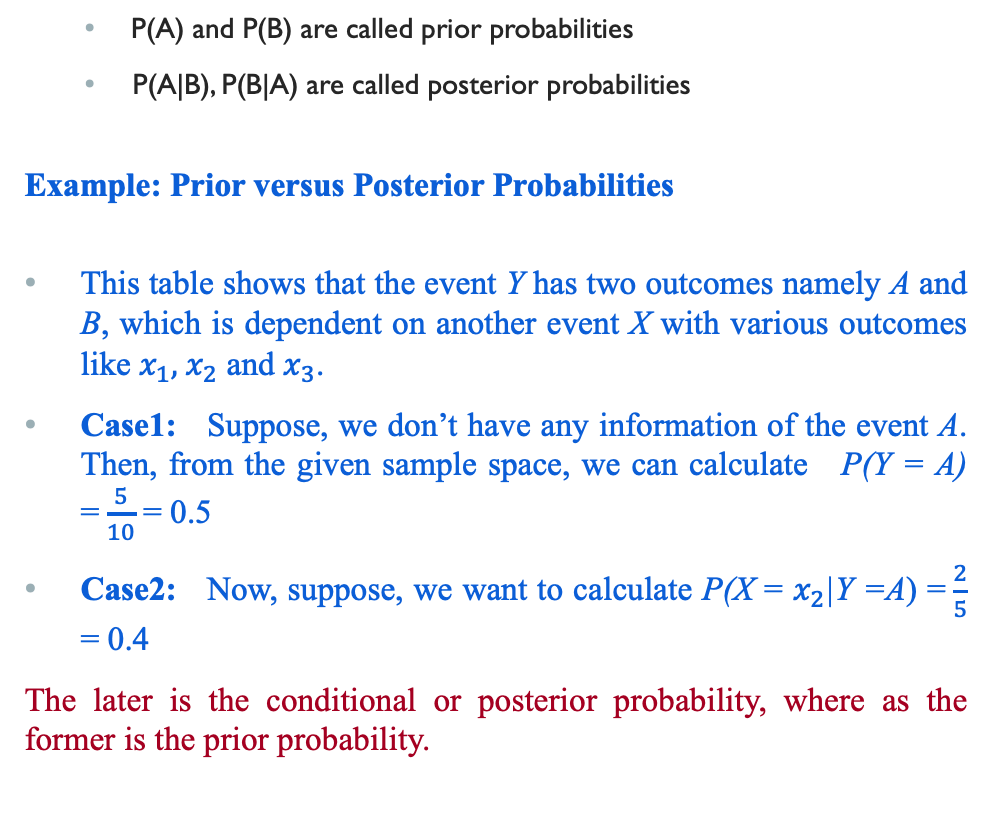 • P(A) and P(B) are called prior probabilities
• P(A|B), P(B|A) are called posterior probabilities
Example: Prior versus Posterior Probabilities
• This table shows that the event Y has two outcomes namely A and
B, which is dependent on another event X with various outcomes
like x₁, x₂ and x₃.
• Case1: Suppose, we don’t have any information of the event A.
Then, from the given sample space, we can calculate P(Y = A)
= 5/10 = 0.5
• Case2: Now, suppose, we want to calculate P(X = x₂|Y =A) = 2/5
= 0.4
The later is the conditional or posterior probability, where as the
former is the prior probability.